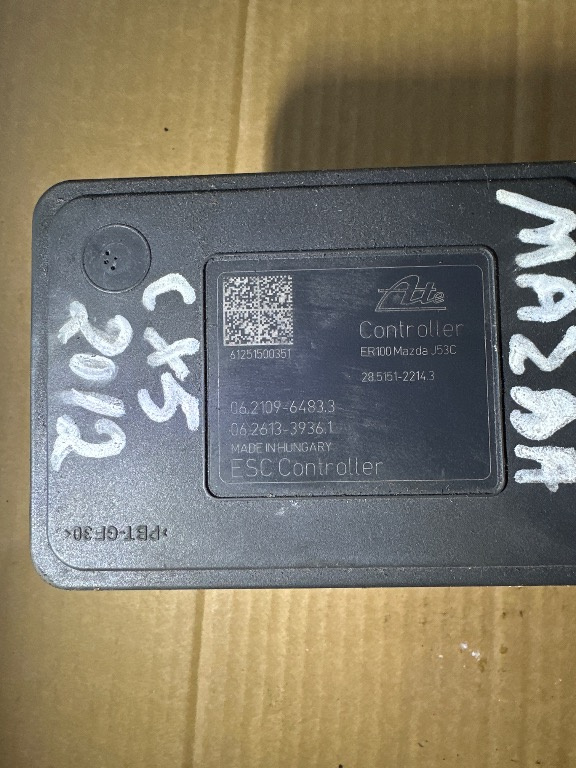 MAZDA
CX5
2012
Ate
Controller
61251500351
ER100 Mazda J53C
28.5151-2214.3
06.2109-6483.3
06.2613-3936.1
MADE IN HUNGARY
ESC Controller
>PBT-GF30<